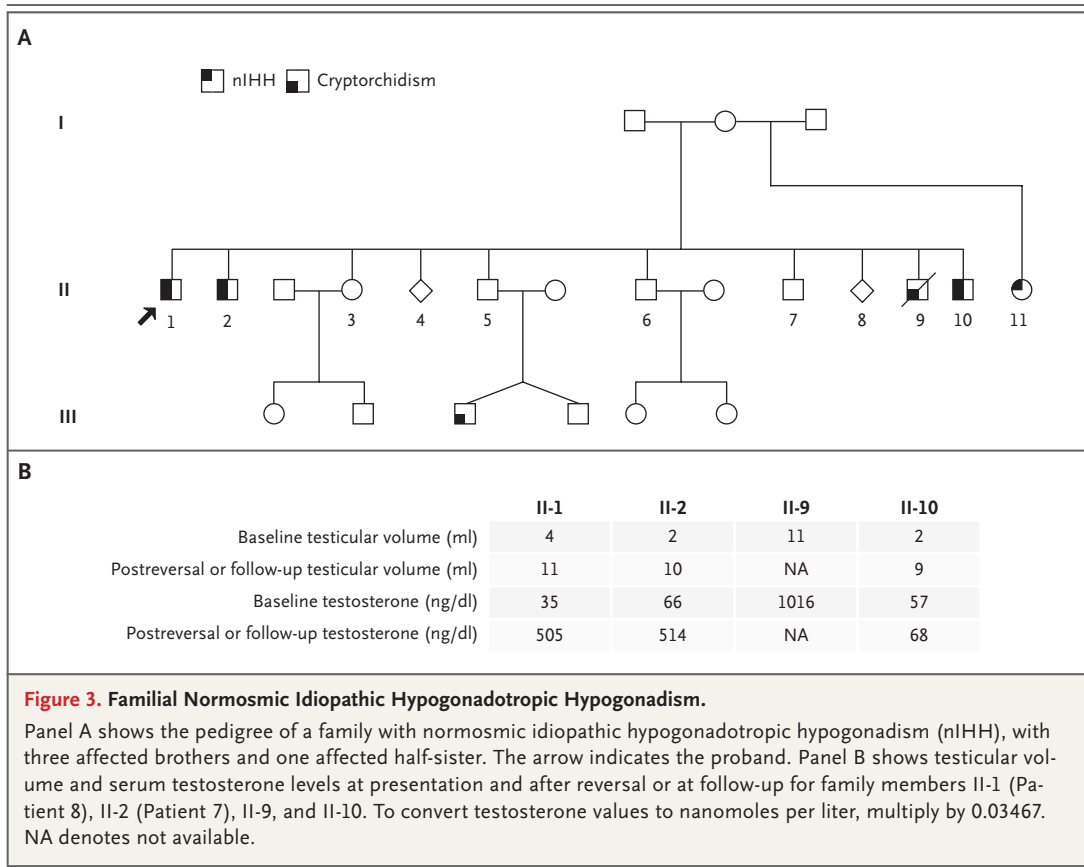 A
nIHH Cryptorchidism
I
II
1 2 3 4 5 6 7 8 9 10 11
III
B
II-1 II-2 II-9 II-10
Baseline testicular volume (ml) 4 2 11 2
Postreversal or follow-up testicular volume (ml) 11 10 NA 9
Baseline testosterone (ng/dl) 35 66 1016 57
Postreversal or follow-up testosterone (ng/dl) 505 514 NA 68
Figure 3. Familial Normosmic Idiopathic Hypogonadotropic Hypogonadism.
Panel A shows the pedigree of a family with normosmic idiopathic hypogonadotropic hypogonadism (nIHH), with
three affected brothers and one affected half-sister. The arrow indicates the proband. Panel B shows testicular vol-
ume and serum testosterone levels at presentation and after reversal or at follow-up for family members II-1 (Pa-
tient 8), II-2 (Patient 7), II-9, and II-10. To convert testosterone values to nanomoles per liter, multiply by 0.03467.
NA denotes not available.